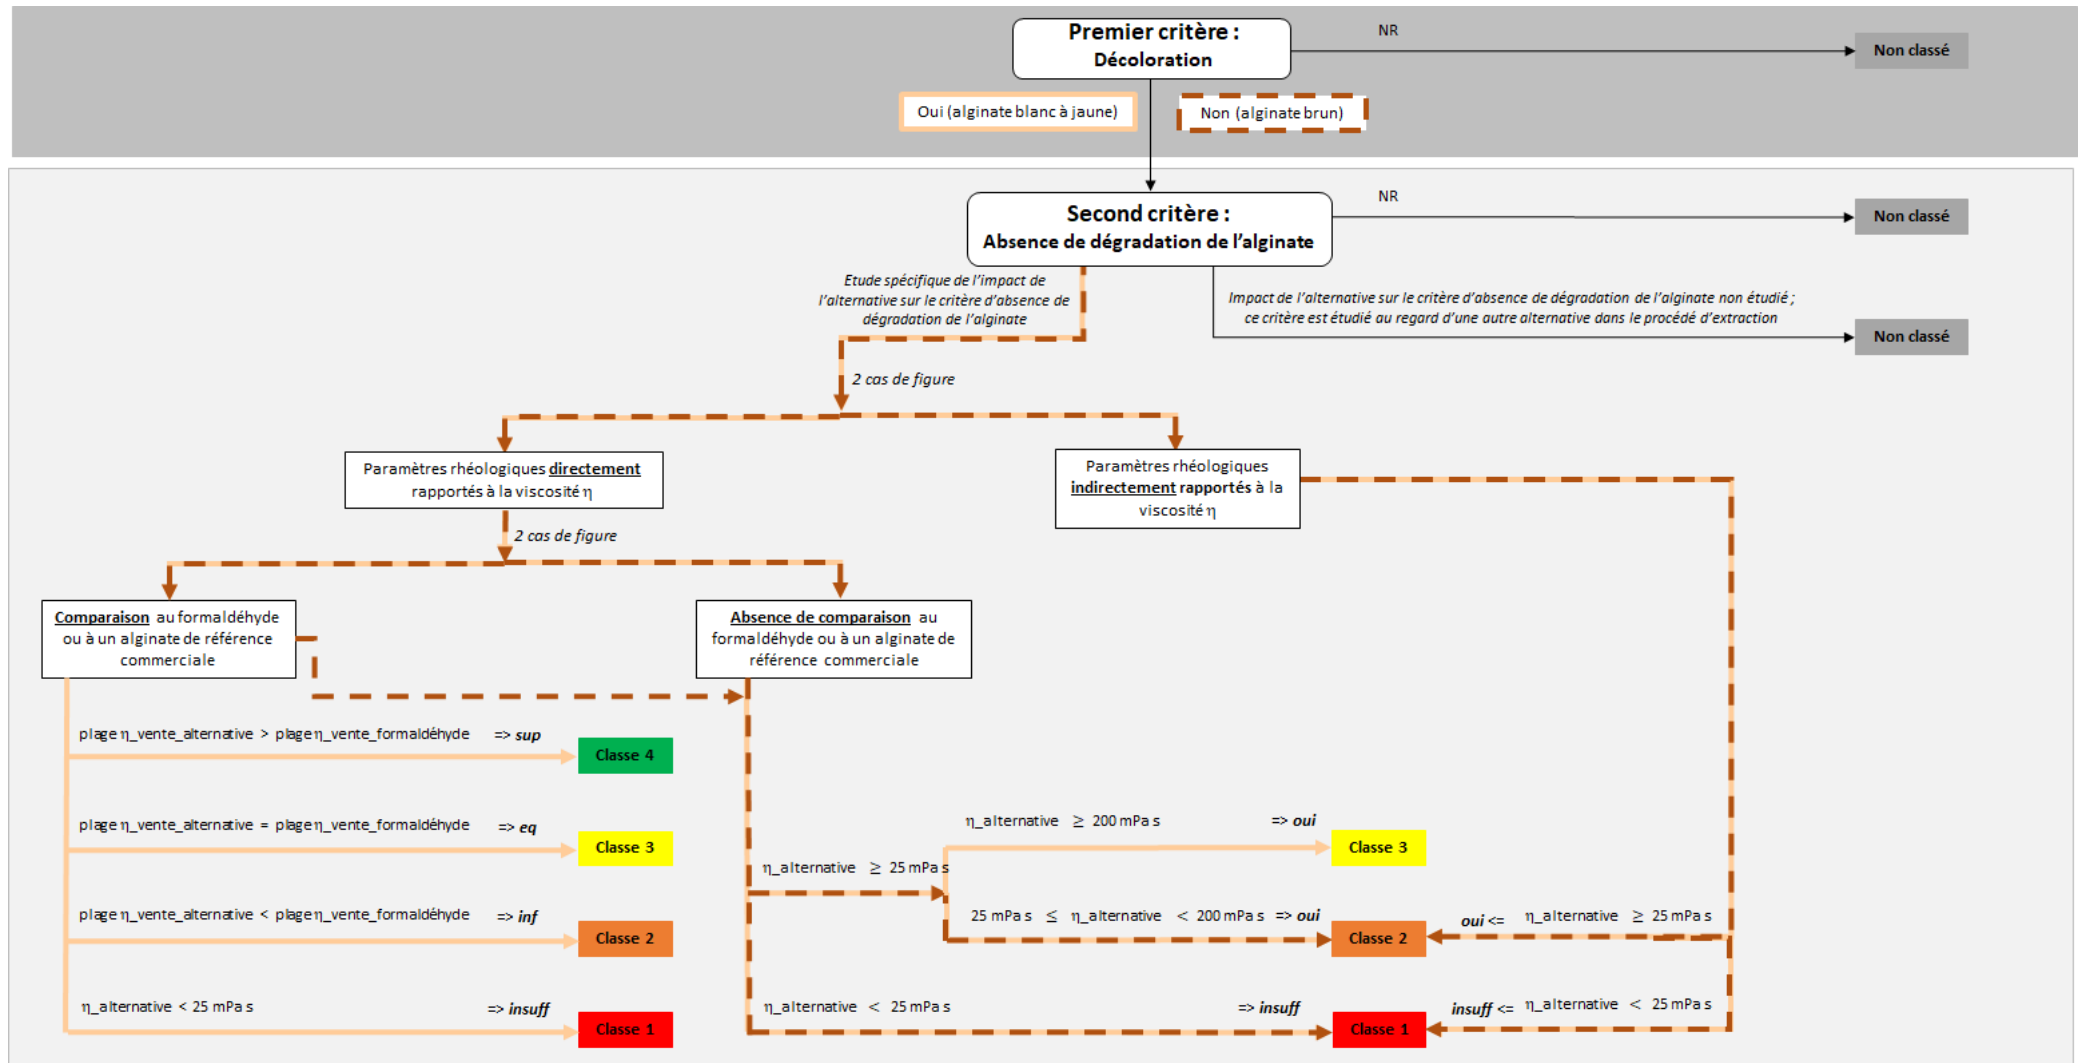 Premier critère :
Décoloration
NR
Non classé
Oui (alginate blanc à jaune)
Non (alginate brun)
Second critère :
Absence de dégradation de l'alginate
NR
Non classé
Etude spécifique de l'impact de
l'alternative sur le critère d'absence de
dégradation de l'alginate
Impact de l'alternative sur le critère d'absence de dégradation de l'alginate non étudié ;
ce critère est étudié au regard d'une autre alternative dans le procédé d'extraction
Non classé
2 cas de figure
Paramètres rhéologiques directement
rapportés à la viscosité η
Paramètres rhéologiques
indirectement rapportés à la
viscosité η
2 cas de figure
Comparaison au formaldéhyde
ou à un alginate de référence
commerciale
Absence de comparaison au
formaldéhyde ou à un alginate de
référence commerciale
plage η_vente_alternative > plage η_vente_formaldéhyde => sup
Classe 4
plage η_vente_alternative = plage η_vente_formaldéhyde => eq
Classe 3
plage η_vente_alternative < plage η_vente_formaldéhyde => inf
Classe 2
η_alternative < 25 mPa s => insuff
Classe 1
η_alternative ≥ 25 mPa s
η_alternative ≥ 200 mPa s => oui
Classe 3
25 mPa s ≤ η_alternative < 200 mPa s => oui
Classe 2
oui <= η_alternative ≥ 25 mPa s
η_alternative < 25 mPa s => insuff
Classe 1
insuff <= η_alternative < 25 mPa s